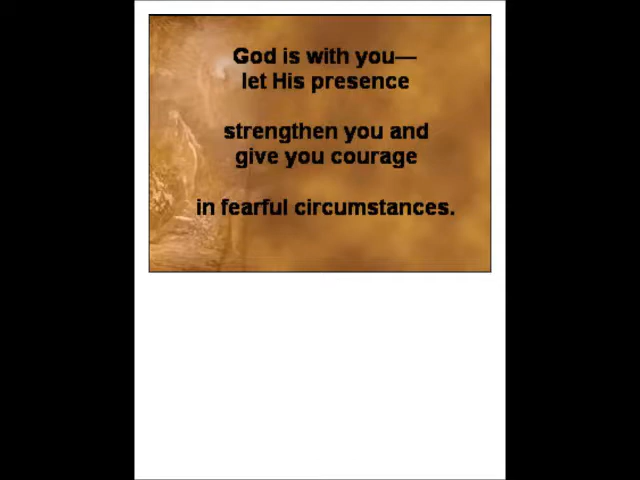 God is with you—
let His presence
strengthen you and
give you courage
in fearful circumstances.